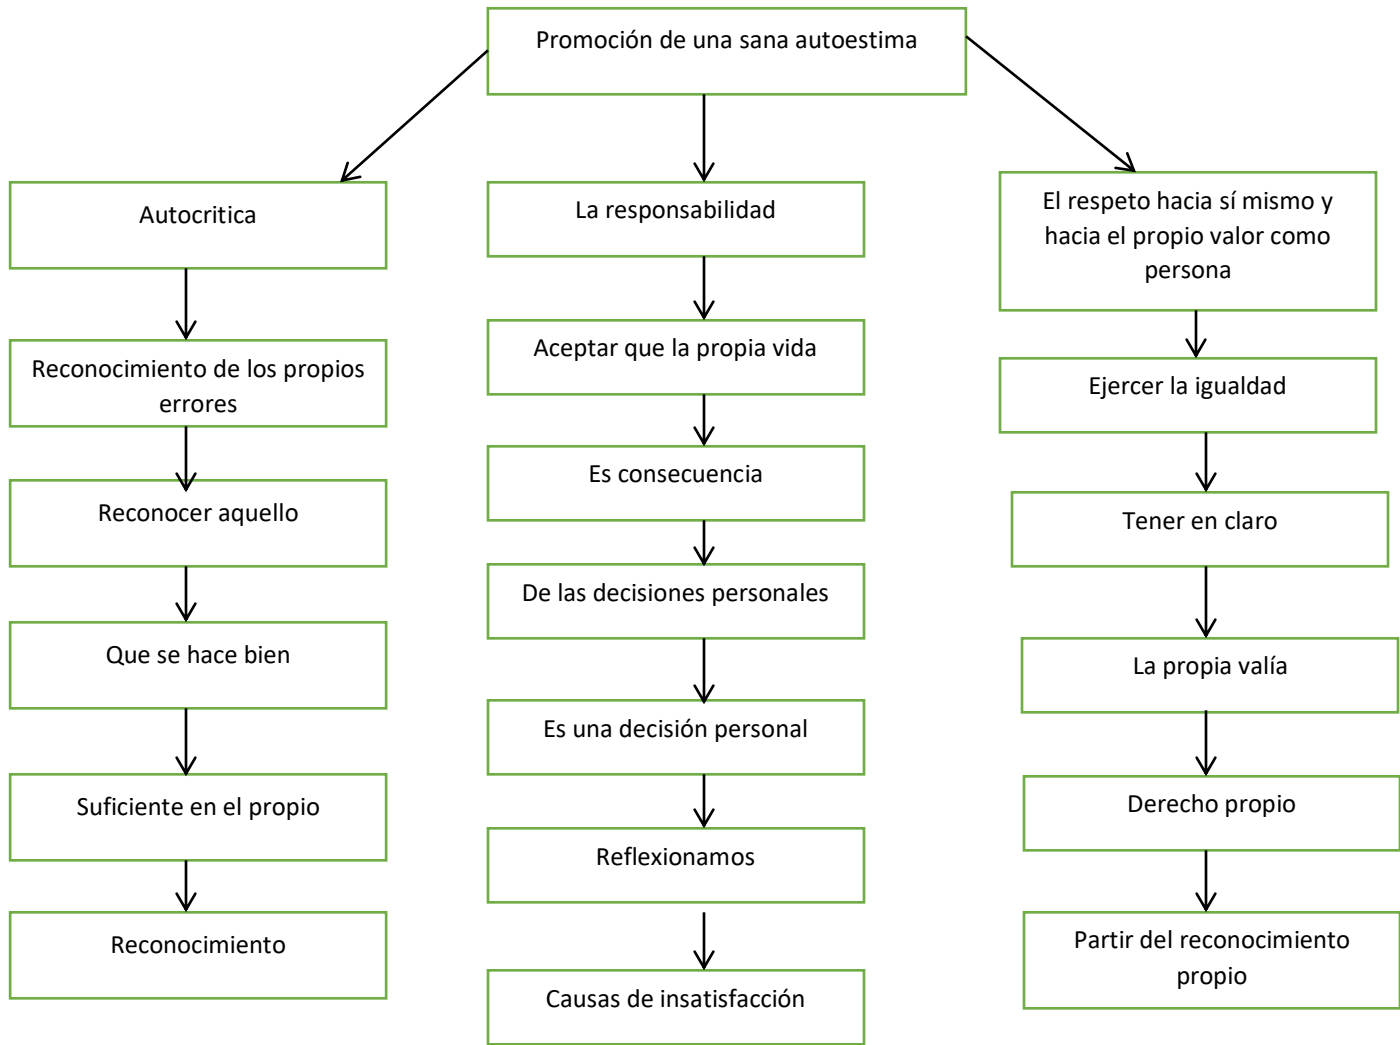 Promoción de una sana autoestima
Autocritica
Reconocimiento de los propios
errores
Reconocer aquello
Que se hace bien
Suficiente en el propio
Reconocimiento
La responsabilidad
Aceptar que la propia vida
Es consecuencia
De las decisiones personales
Es una decisión personal
Reflexionamos
Causas de insatisfacción
El respeto hacia sí mismo y
hacia el propio valor como
persona
Ejercer la igualdad
Tener en claro
La propia valía
Derecho propio
Partir del reconocimiento
propio